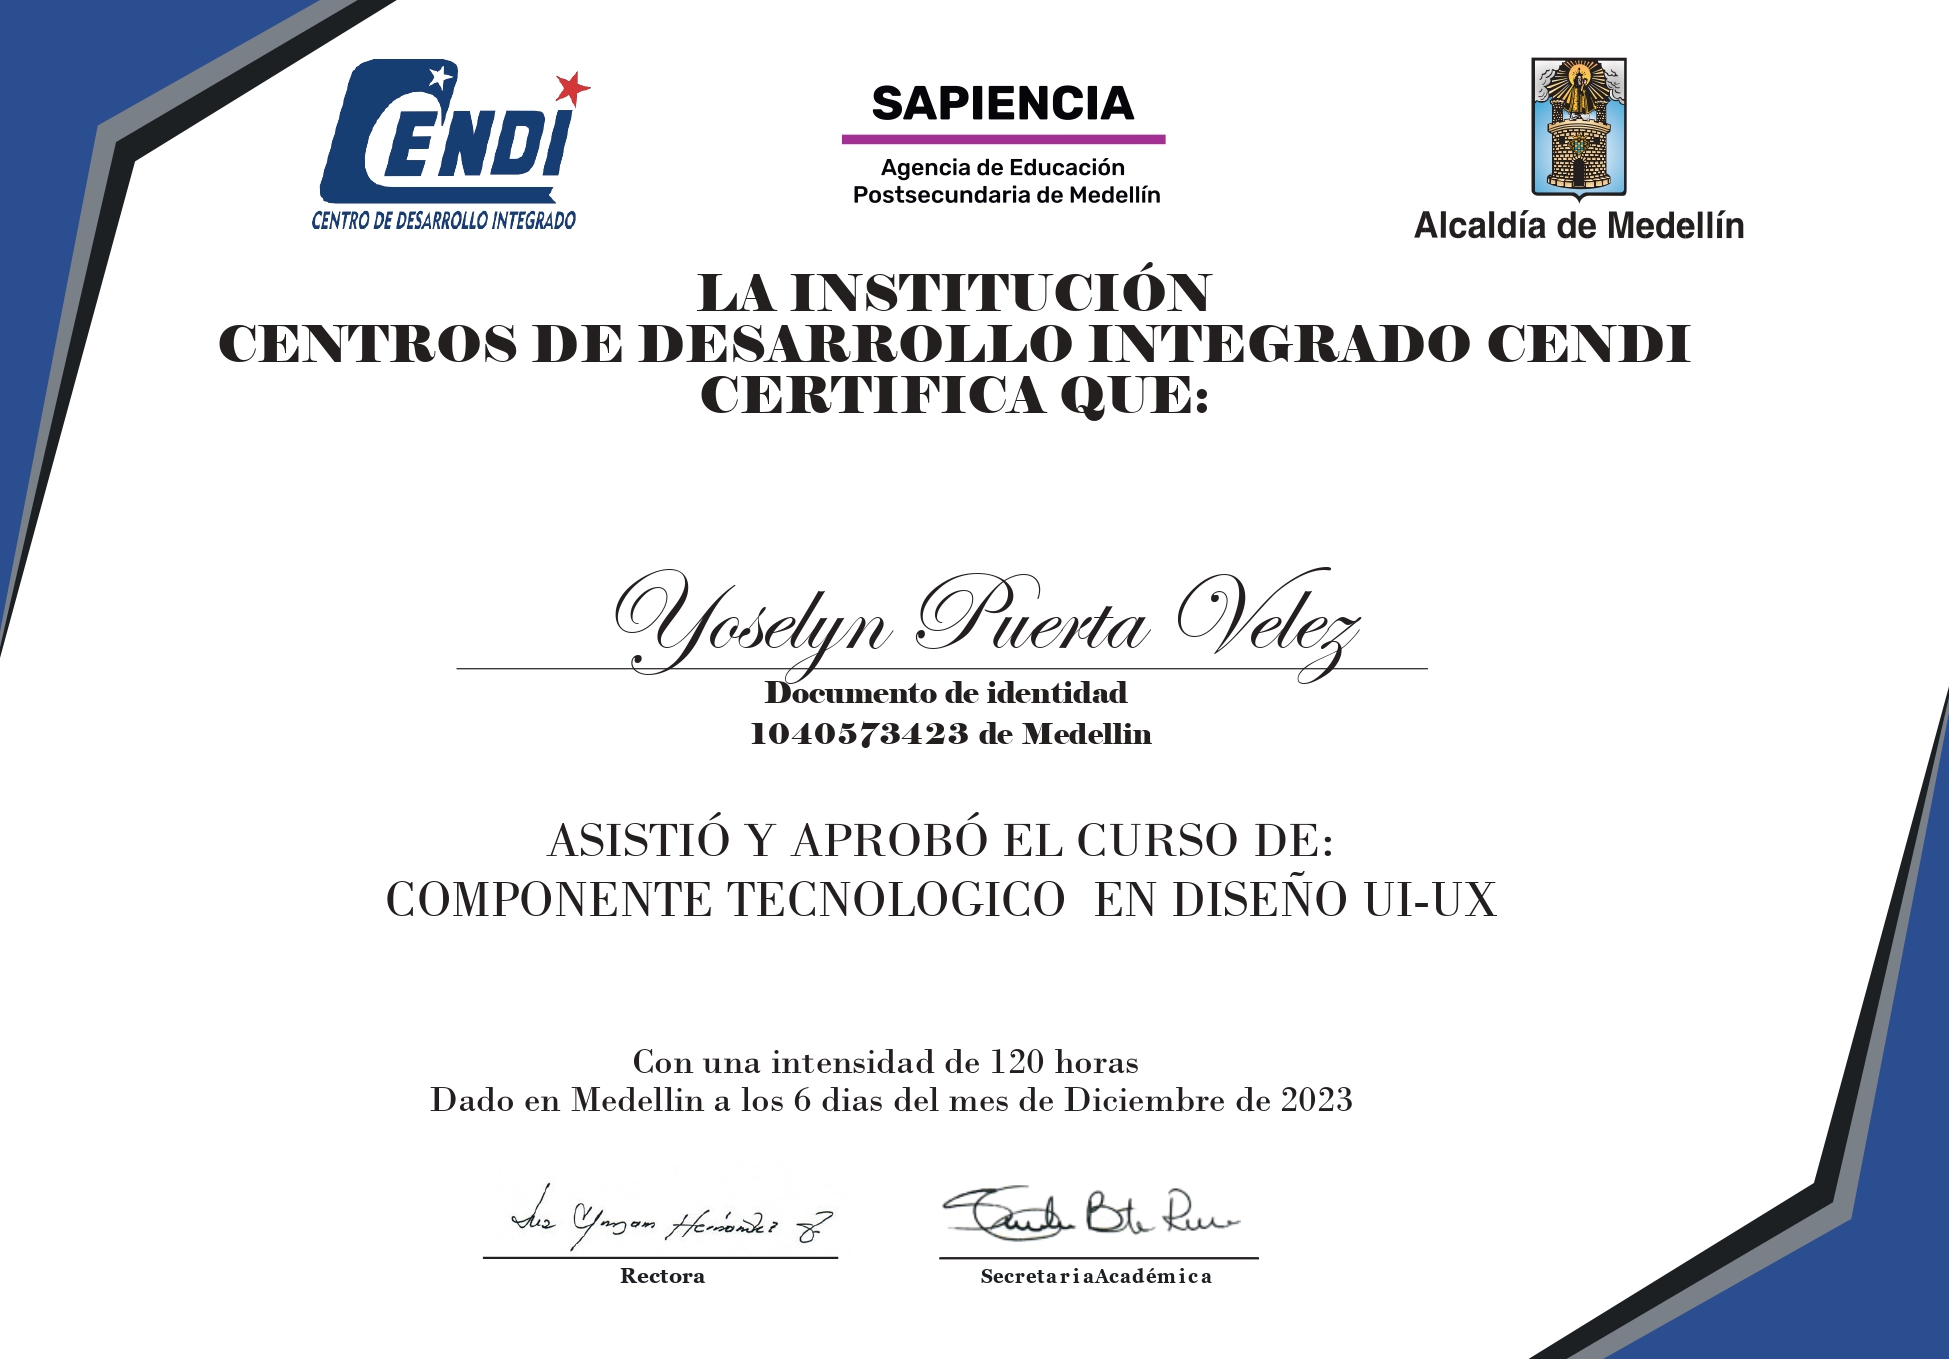 CENDI
CENTRO DE DESARROLLO INTEGRADO
SAPIENCIA
Agencia de Educación
Postsecundaria de Medellín
Alcaldía de Medellín
LA INSTITUCIÓN
CENTROS DE DESARROLLO INTEGRADO CENDI
CERTIFICA QUE:
Yoselyn Puerta Velez
Documento de identidad
1040573423 de Medellin
ASISTIÓ Y APROBÓ EL CURSO DE:
COMPONENTE TECNOLOGICO EN DISEÑO UI-UX
Con una intensidad de 120 horas
Dado en Medellin a los 6 dias del mes de Diciembre de 2023
Hernández
Rectora
SecretariaAcadémica